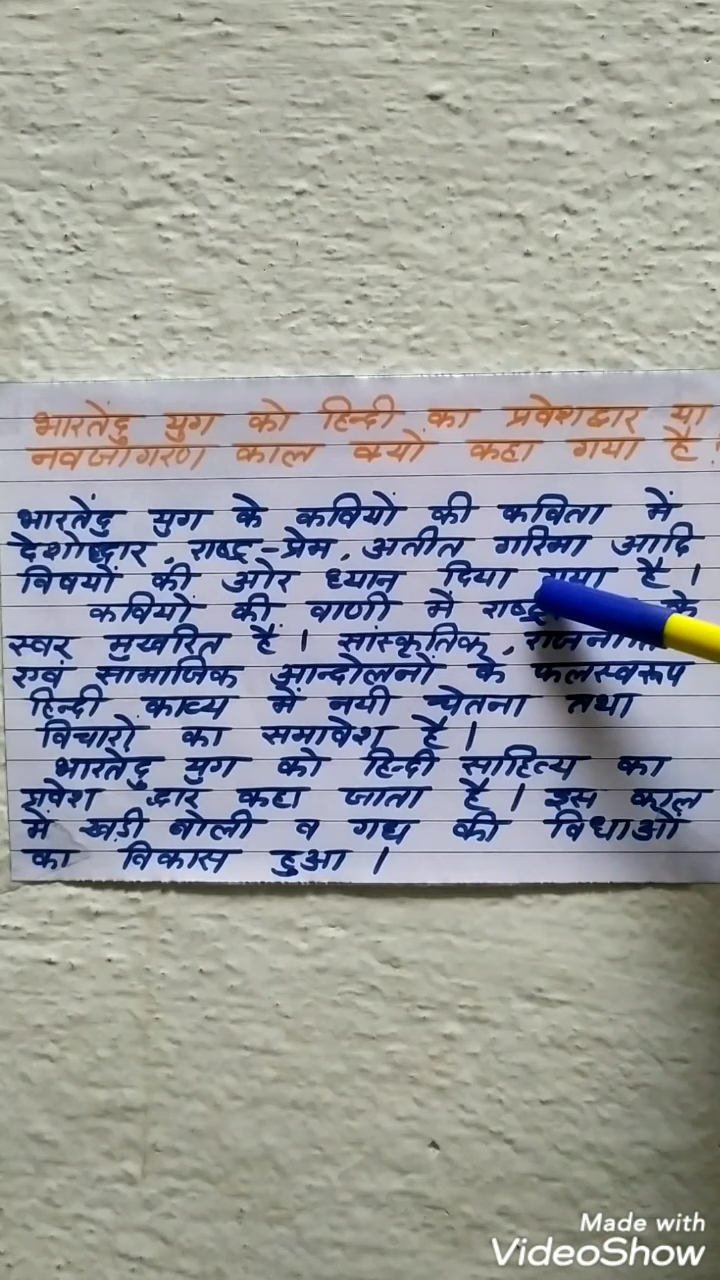 भारतेंदु युग को हिन्दी का प्रवेशद्वार या
नवजागरण काल क्यों कहा गया है ?
भारतेंदु युग के कवियों की कविता में
देशोद्धार , राष्ट्र-प्रेम , अतीत गरिमा आदि
विषयों की ओर ध्यान दिया गया है ।
कवियों की वाणी में राष्ट्र के
स्वर मुखरित हैं । सांस्कृतिक ,
एवं सामाजिक आन्दोलनों के फलस्वरूप
हिन्दी काव्य में नयी चेतना तथा
विचारों का समावेश है ।
भारतेंदु युग को हिन्दी साहित्य का
प्रवेश द्वार कहा जाता है । इस काल
में खड़ी बोली व गद्य की विधाओं
का विकास हुआ ।
Made with
VideoShow